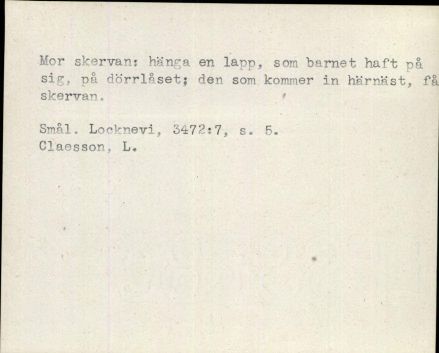 Mor skervan: hänga en lapp, som barnet haft på
sig, på dörrlåset; den som kommer in härnäst, få
skervan.
Smål. Locknevi, 3472:7, s. 5.
Claesson, L.